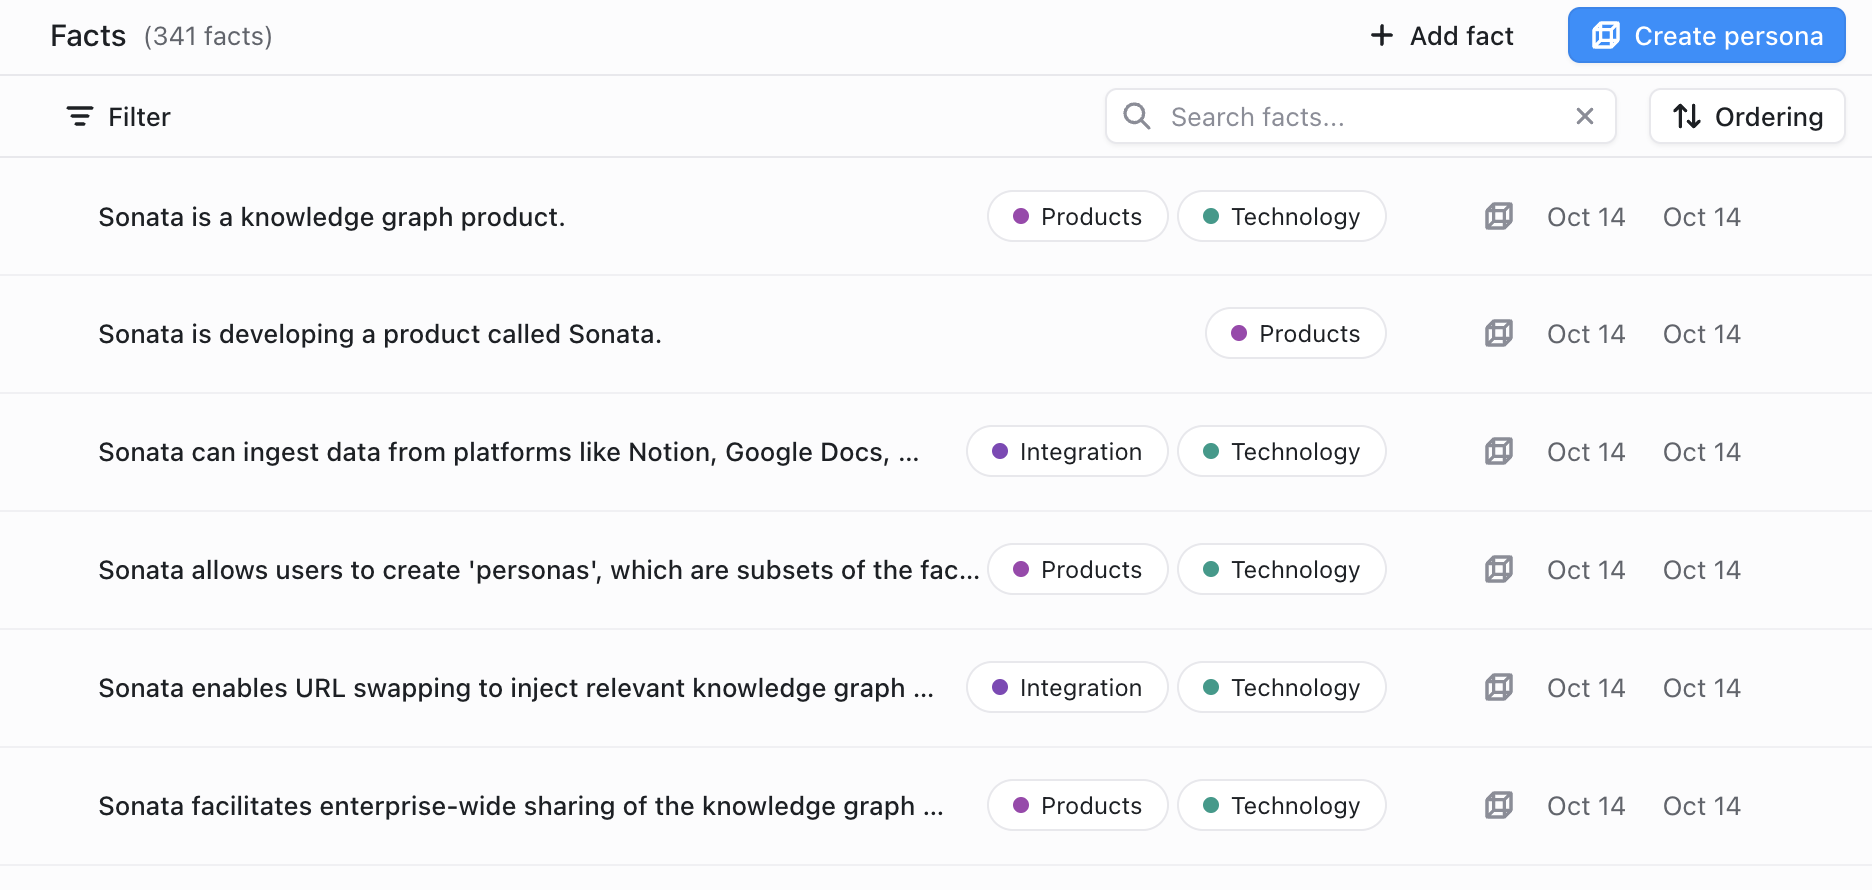 Facts (341 facts) Add fact Create persona
Filter Search facts... Ordering
Sonata is a knowledge graph product. Products Technology Oct 14 Oct 14
Sonata is developing a product called Sonata. Products Oct 14 Oct 14
Sonata can ingest data from platforms like Notion, Google Docs, ... Integration Technology Oct 14 Oct 14
Sonata allows users to create 'personas', which are subsets of the fac... Products Technology Oct 14 Oct 14
Sonata enables URL swapping to inject relevant knowledge graph ... Integration Technology Oct 14 Oct 14
Sonata facilitates enterprise-wide sharing of the knowledge graph ... Products Technology Oct 14 Oct 14